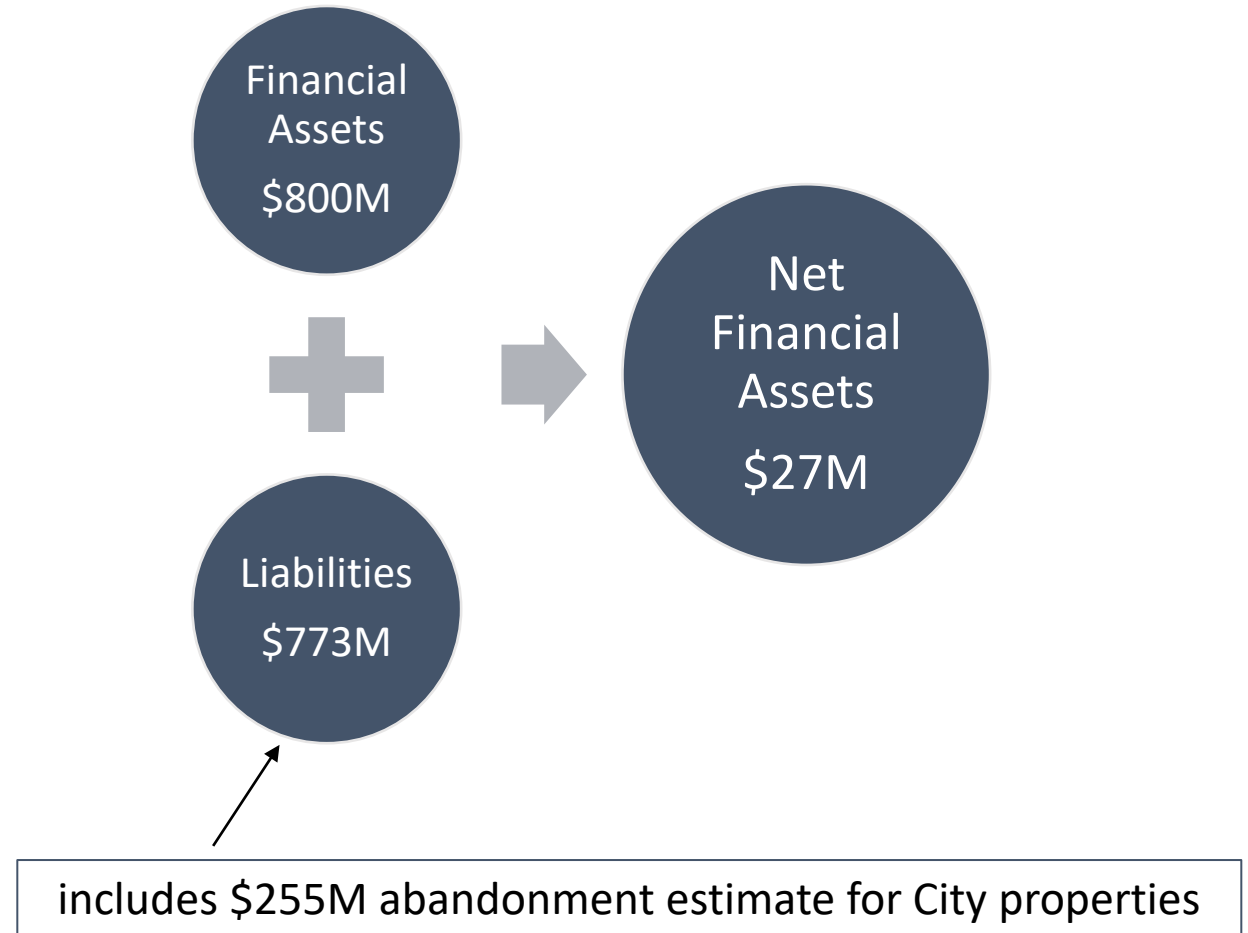 Financial
Assets
$800M
Net
Financial
Assets
$27M
Liabilities
$773M
includes $255M abandonment estimate for City properties